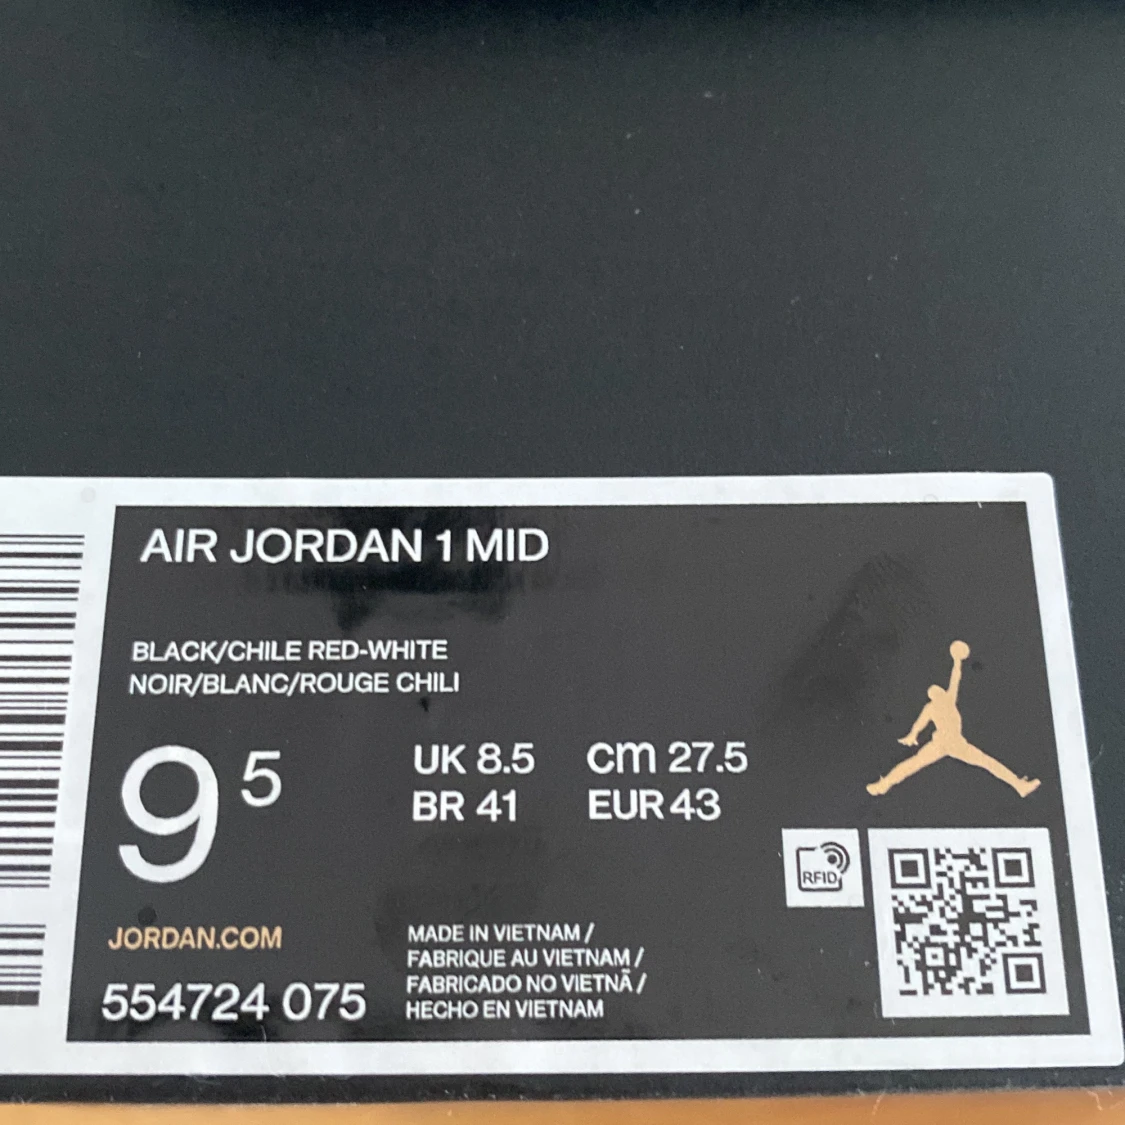 AIR JORDAN 1 MID
BLACK/CHILE RED-WHITE
NOIR/BLANC/ROUGE CHILI
9 5
UK 8.5 cm 27.5
BR 41 EUR 43
RFID
JORDAN.COM
554724 075
MADE IN VIETNAM /
FABRIQUE AU VIETNAM /
FABRICADO NO VIETNÃ /
HECHO EN VIETNAM